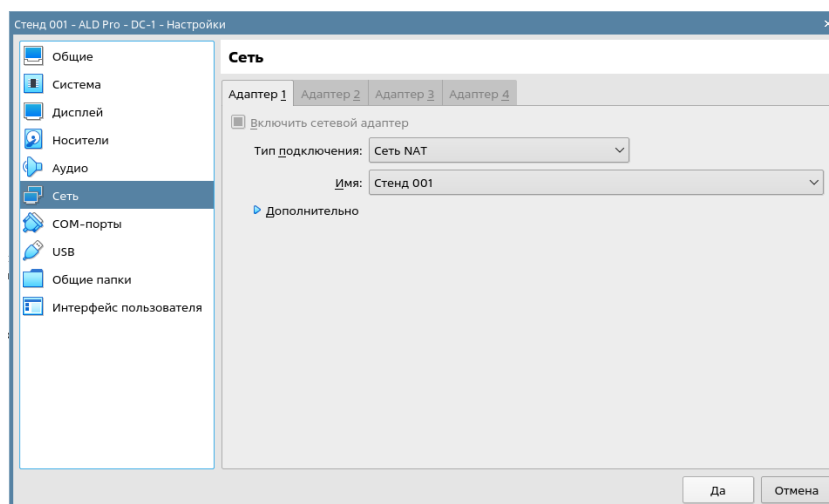 Стенд 001 - ALD Pro - DC-1 - Настройки
Общие
Система
Дисплей
Носители
Аудио
Сеть
COM-порты
USB
Общие папки
Интерфейс пользователя
Сеть
Адаптер 1 Адаптер 2 Адаптер 3 Адаптер 4
Включить сетевой адаптер
Тип подключения: Сеть NAT
Имя: Стенд 001
Дополнительно
Да Отмена